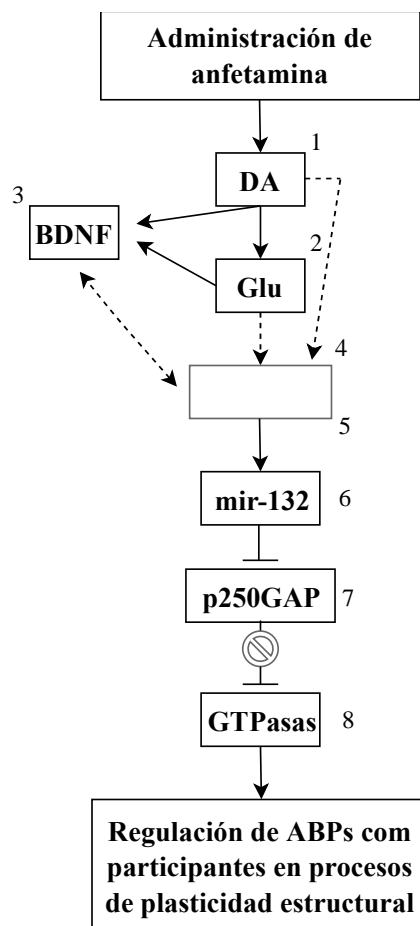 Administración de
anfetamina
1
DA
3
BDNF
2
Glu
4
5
mir-132
6
p250GAP
7
GTPasas
8
Regulación de ABPs com
participantes en procesos
de plasticidad estructural